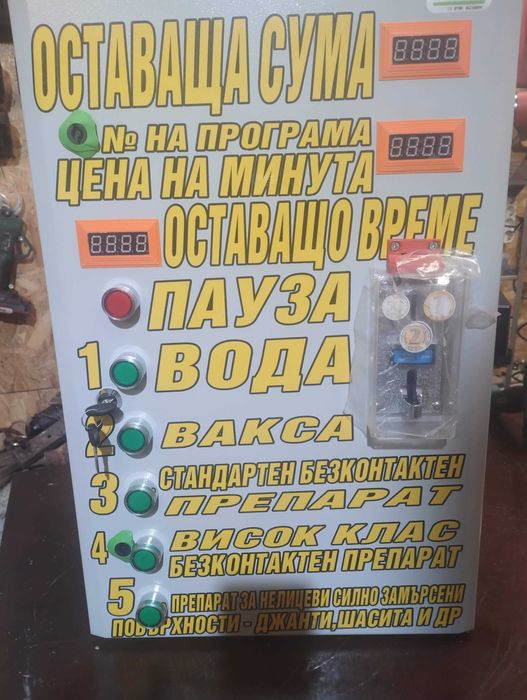 ОСТАВАЩА СУМА
№ НА ПРОГРАМА
ЦЕНА НА МИНУТА
ОСТАВАЩО ВРЕМЕ
ПАУЗА
1 ВОДА
2 ВАКСА
3 СТАНДАРТЕН БЕЗКОНТАКТЕН
ПРЕПАРАТ
4 ВИСОК КЛАС
БЕЗКОНТАКТЕН ПРЕПАРАТ
5 ПРЕПАРАТ ЗА НЕЛИЦЕВИ СИЛНО ЗАМЪРСЕНИ
ПОВЪРХНОСТИ - ДЖАНТИ,ШАСИТА И ДР